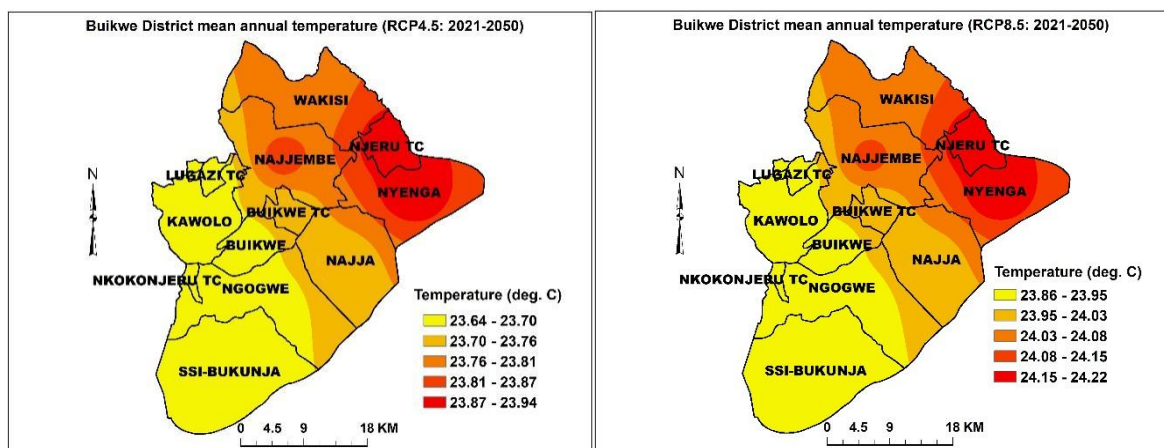 Buikwe District mean annual temperature (RCP4.5: 2021-2050)
WAKISI
NJERU TC
NAJJEMBE
LUGAZI TC
NYENGA
BUIKWE TC
KAWOLO
BUIKWE
NAJJA
NKOKONJERU TC
NGOGWE
SSI-BUKUNJA
N
Temperature (deg. C)
23.64 - 23.70
23.70 - 23.76
23.76 - 23.81
23.81 - 23.87
23.87 - 23.94
0 4.5 9 18 KM
Buikwe District mean annual temperature (RCP8.5: 2021-2050)
WAKISI
NJERU TC
NAJJEMBE
LUGAZI TC
NYENGA
BUIKWE TC
KAWOLO
BUIKWE
NAJJA
NKOKONJERU TC
NGOGWE
SSI-BUKUNJA
N
Temperature (deg. C)
23.86 - 23.95
23.95 - 24.03
24.03 - 24.08
24.08 - 24.15
24.15 - 24.22
0 4.5 9 18 KM